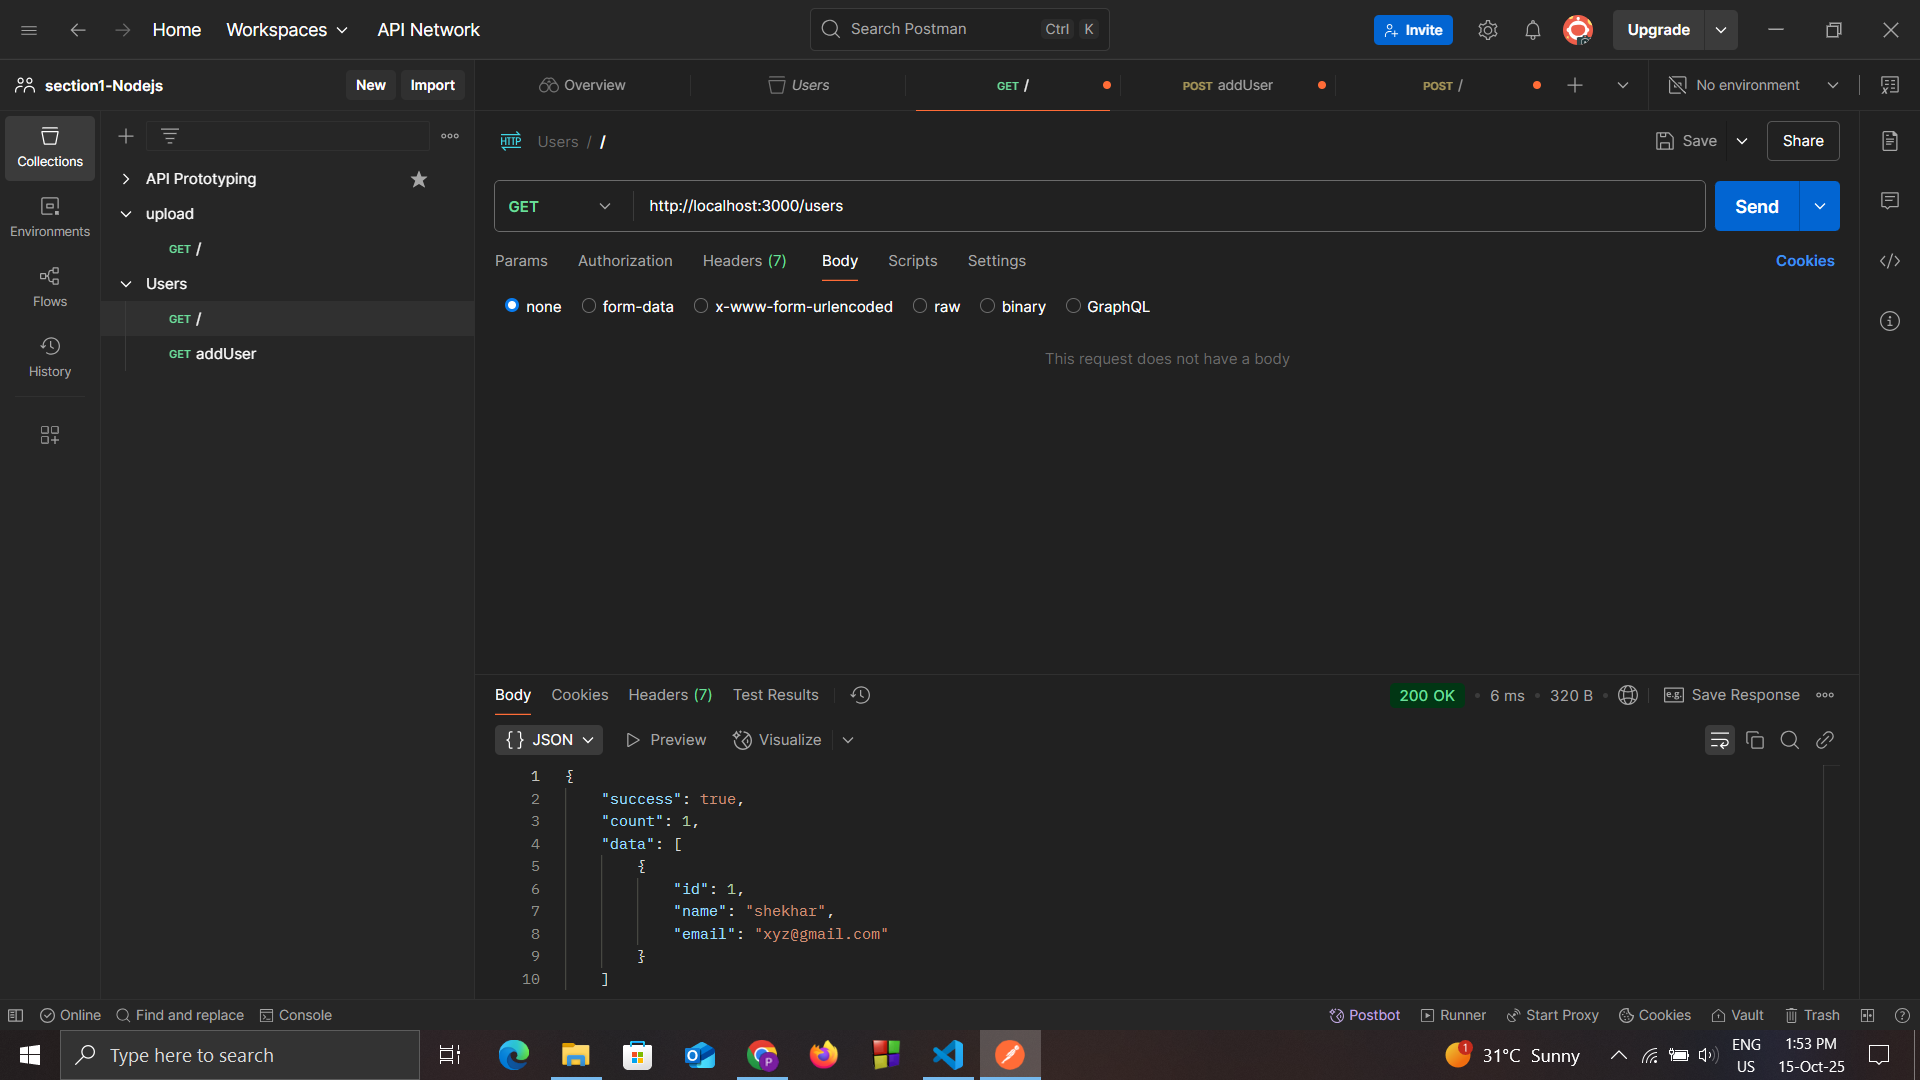 Home Workspaces API Network Search Postman Ctrl K Invite Upgrade
section1-Nodejs New Import Overview Users GET / POST addUser POST / No environment
Collections
Environments
Flows
History
API Prototyping
upload
GET /
Users
GET /
GET addUser
HTTP Users / / Save Share
GET http://localhost:3000/users Send
Params Authorization Headers (7) Body Scripts Settings Cookies
none form-data x-www-form-urlencoded raw binary GraphQL
This request does not have a body
Body Cookies Headers (7) Test Results 200 OK 6 ms 320 B e.g. Save Response
{} JSON Preview Visualize
1 {
2 "success": true,
3 "count": 1,
4 "data": [
5 {
6 "id": 1,
7 "name": "shekhar",
8 "email": "xyz@gmail.com"
9 }
10 ]
Online Find and replace Console Postbot Runner Start Proxy Cookies Vault Trash
Type here to search 1 31°C Sunny ENG US 1:53 PM 15-Oct-25